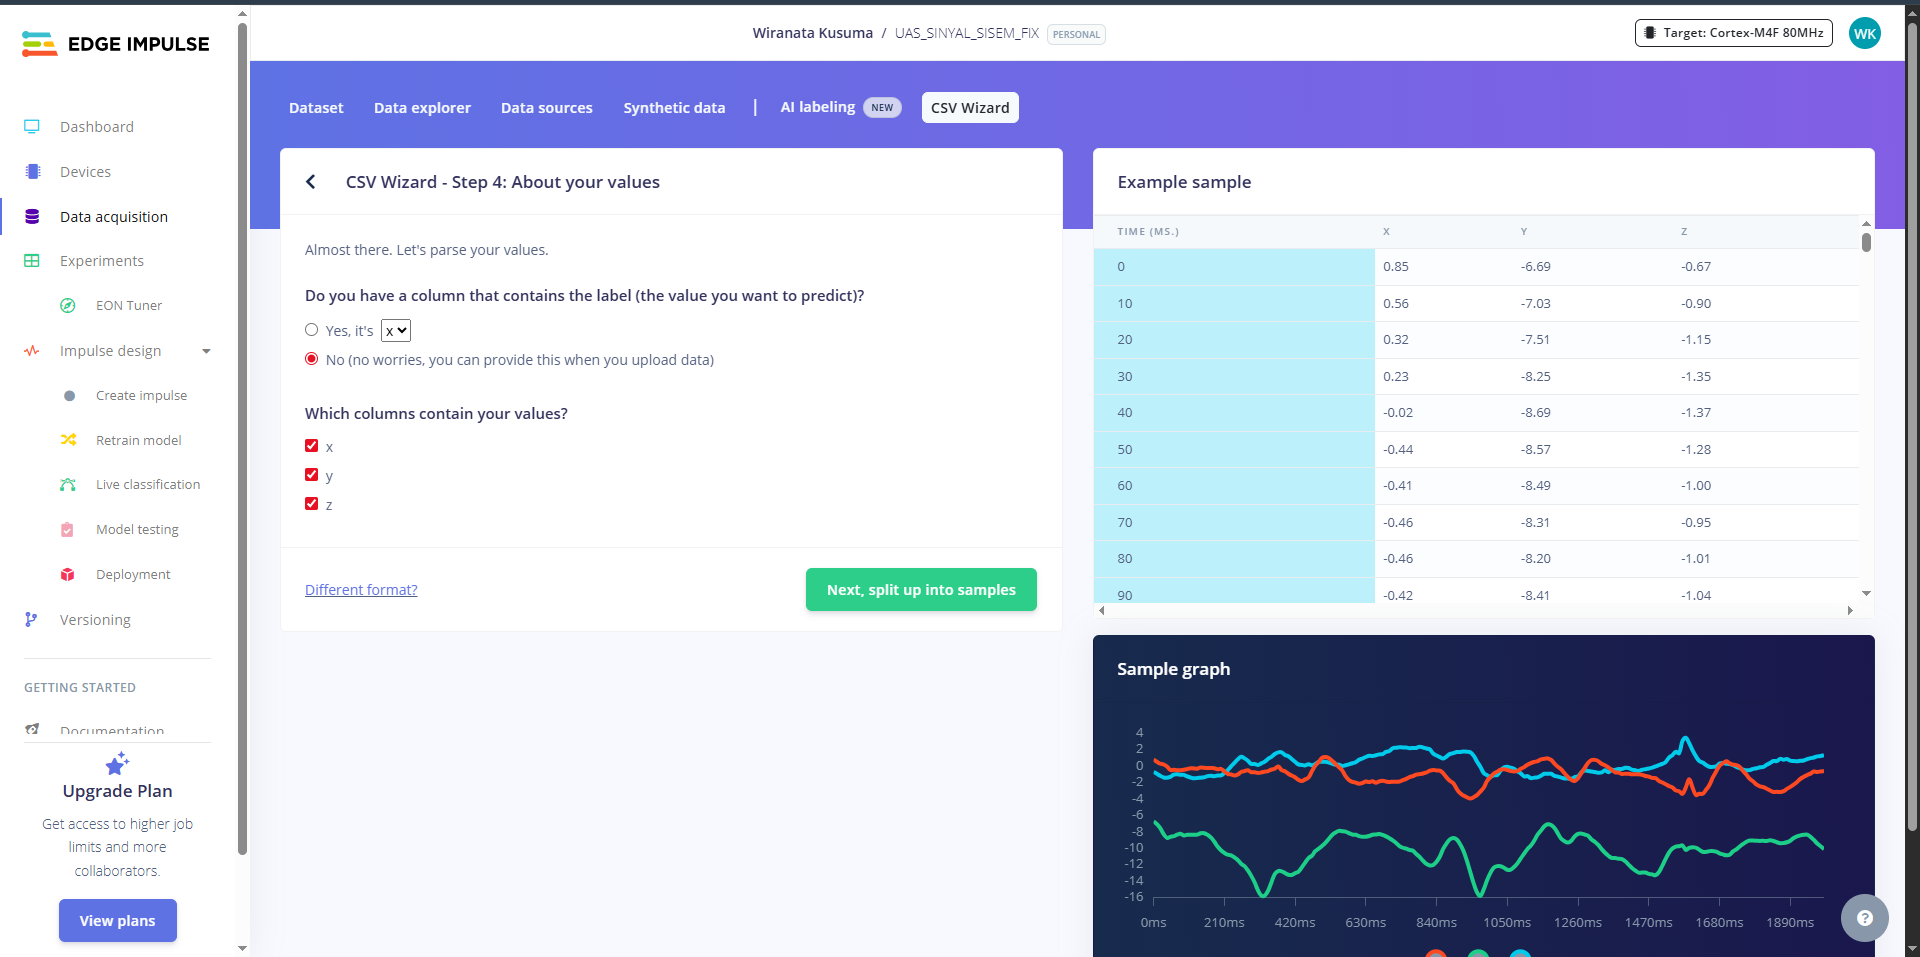 EDGE IMPULSE
Wiranata Kusuma / UAS_SINYAL_SISEM_FIX PERSONAL
Target: Cortex-M4F 80MHz
WK
Dashboard
Devices
Data acquisition
Experiments
EON Tuner
Impulse design
Create impulse
Retrain model
Live classification
Model testing
Deployment
Versioning
GETTING STARTED
Documentation
Upgrade Plan
Get access to higher job
limits and more
collaborators.
View plans
Dataset Data explorer Data sources Synthetic data | AI labeling NEW CSV Wizard
CSV Wizard - Step 4: About your values
Almost there. Let's parse your values.
Do you have a column that contains the label (the value you want to predict)?
Yes, it's x
No (no worries, you can provide this when you upload data)
Which columns contain your values?
x
y
z
Different format?
Next, split up into samples
Example sample
TIME (MS.) X Y Z
0 0.85 -6.69 -0.67
10 0.56 -7.03 -0.90
20 0.32 -7.51 -1.15
30 0.23 -8.25 -1.35
40 -0.02 -8.69 -1.37
50 -0.44 -8.57 -1.28
60 -0.41 -8.49 -1.00
70 -0.46 -8.31 -0.95
80 -0.46 -8.20 -1.01
90 -0.42 -8.41 -1.04
Sample graph
4
2
0
-2
-4
-6
-8
-10
-12
-14
-16
0ms 210ms 420ms 630ms 840ms 1050ms 1260ms 1470ms 1680ms 1890ms
?